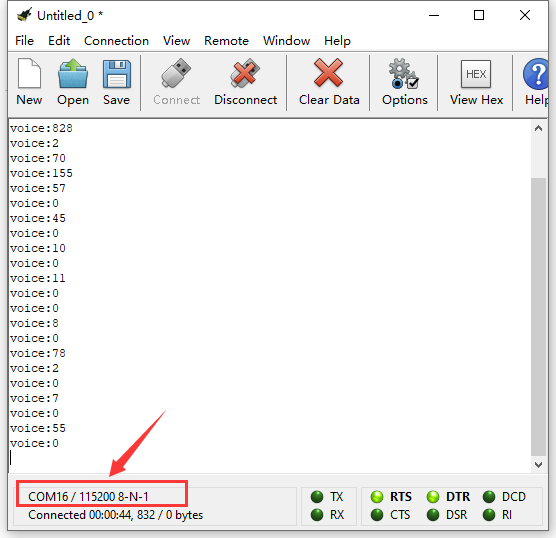 Untitled_0 *
File Edit Connection View Remote Window Help
HEX
New Open Save Connect Disconnect Clear Data Options View Hex Help
voice:828
voice:2
voice:70
voice:155
voice:57
voice:0
voice:45
voice:0
voice:10
voice:0
voice:11
voice:0
voice:0
voice:8
voice:0
voice:78
voice:2
voice:0
voice:7
voice:0
voice:55
voice:0
COM16 / 115200 8-N-1
Connected 00:00:44, 832 / 0 bytes
TX RTS DTR DCD
RX CTS DSR RI